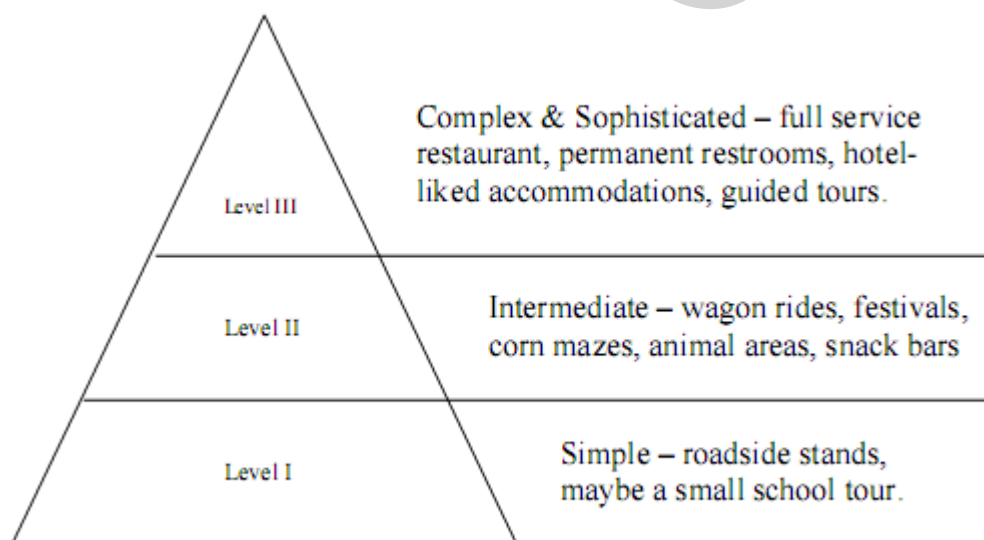 Complex & Sophisticated – full service
restaurant, permanent restrooms, hotel-
liked accommodations, guided tours.
Level III
Intermediate – wagon rides, festivals,
corn mazes, animal areas, snack bars
Level II
Simple – roadside stands,
maybe a small school tour.
Level I